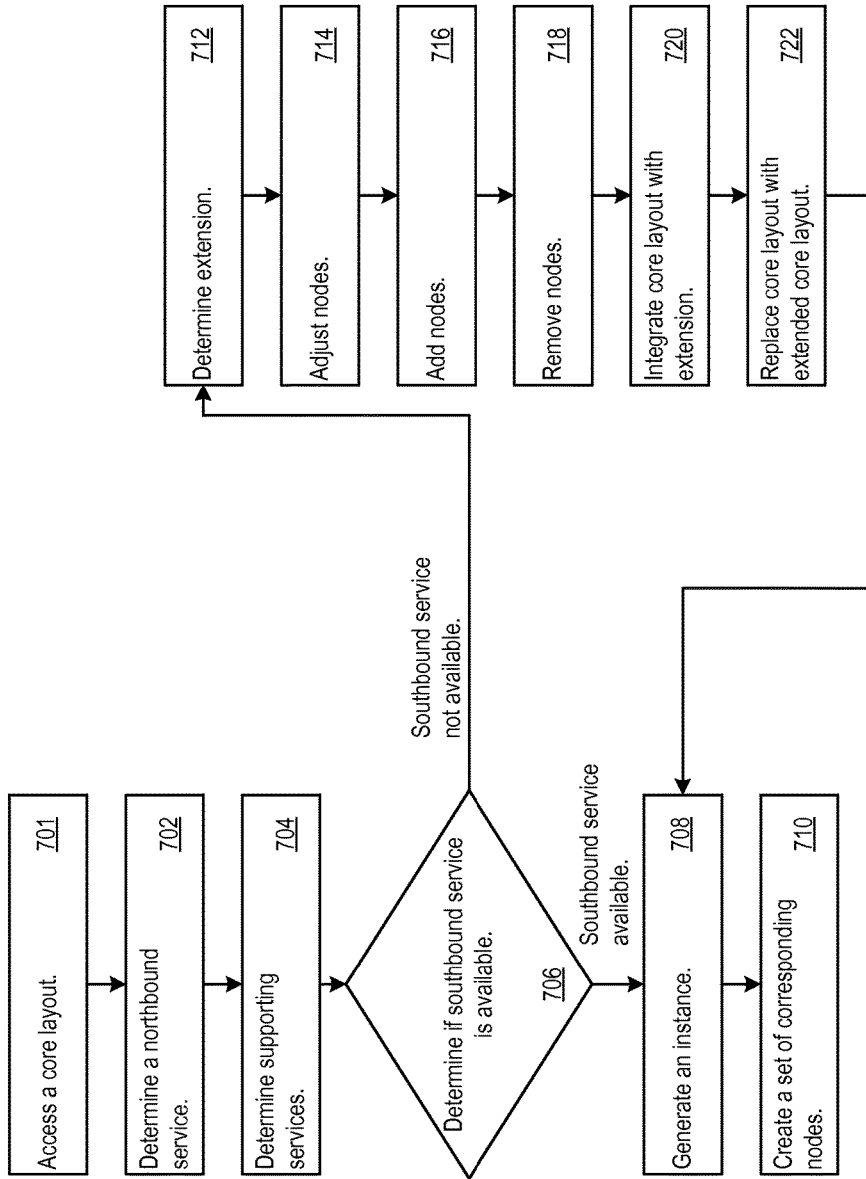 Access a core layout.
701
Determine a northbound
service.
702
Determine supporting
services.
704
Determine if southbound service
is available.
706
Southbound service
available.
Generate an instance.
708
Create a set of corresponding
nodes.
710
Southbound service
not available.
Determine extension.
712
Adjust nodes.
714
Add nodes.
716
Remove nodes.
718
Integrate core layout with
extension.
720
Replace core layout with
extended core layout.
722